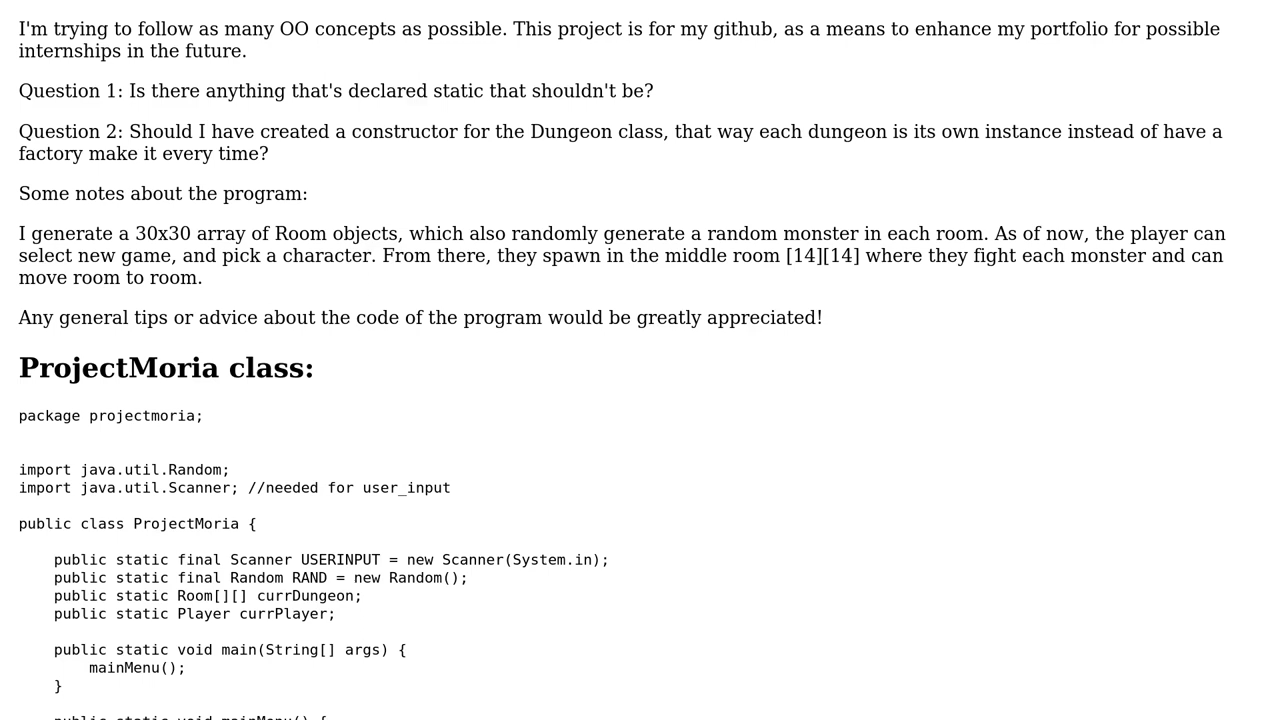 I'm trying to follow as many OO concepts as possible. This project is for my github, as a means to enhance my portfolio for possible
internships in the future.
Question 1: Is there anything that's declared static that shouldn't be?
Question 2: Should I have created a constructor for the Dungeon class, that way each dungeon is its own instance instead of have a
factory make it every time?
Some notes about the program:
I generate a 30x30 array of Room objects, which also randomly generate a random monster in each room. As of now, the player can
select new game, and pick a character. From there, they spawn in the middle room [14][14] where they fight each monster and can
move room to room.
Any general tips or advice about the code of the program would be greatly appreciated!
ProjectMoria class:
package projectmoria;
import java.util.Random;
import java.util.Scanner; //needed for user_input
public class ProjectMoria {
public static final Scanner USERINPUT = new Scanner(System.in);
public static final Random RAND = new Random();
public static Room[][] currDungeon;
public static Player currPlayer;
public static void main(String[] args) {
mainMenu();
}
public static void mainMenu() {